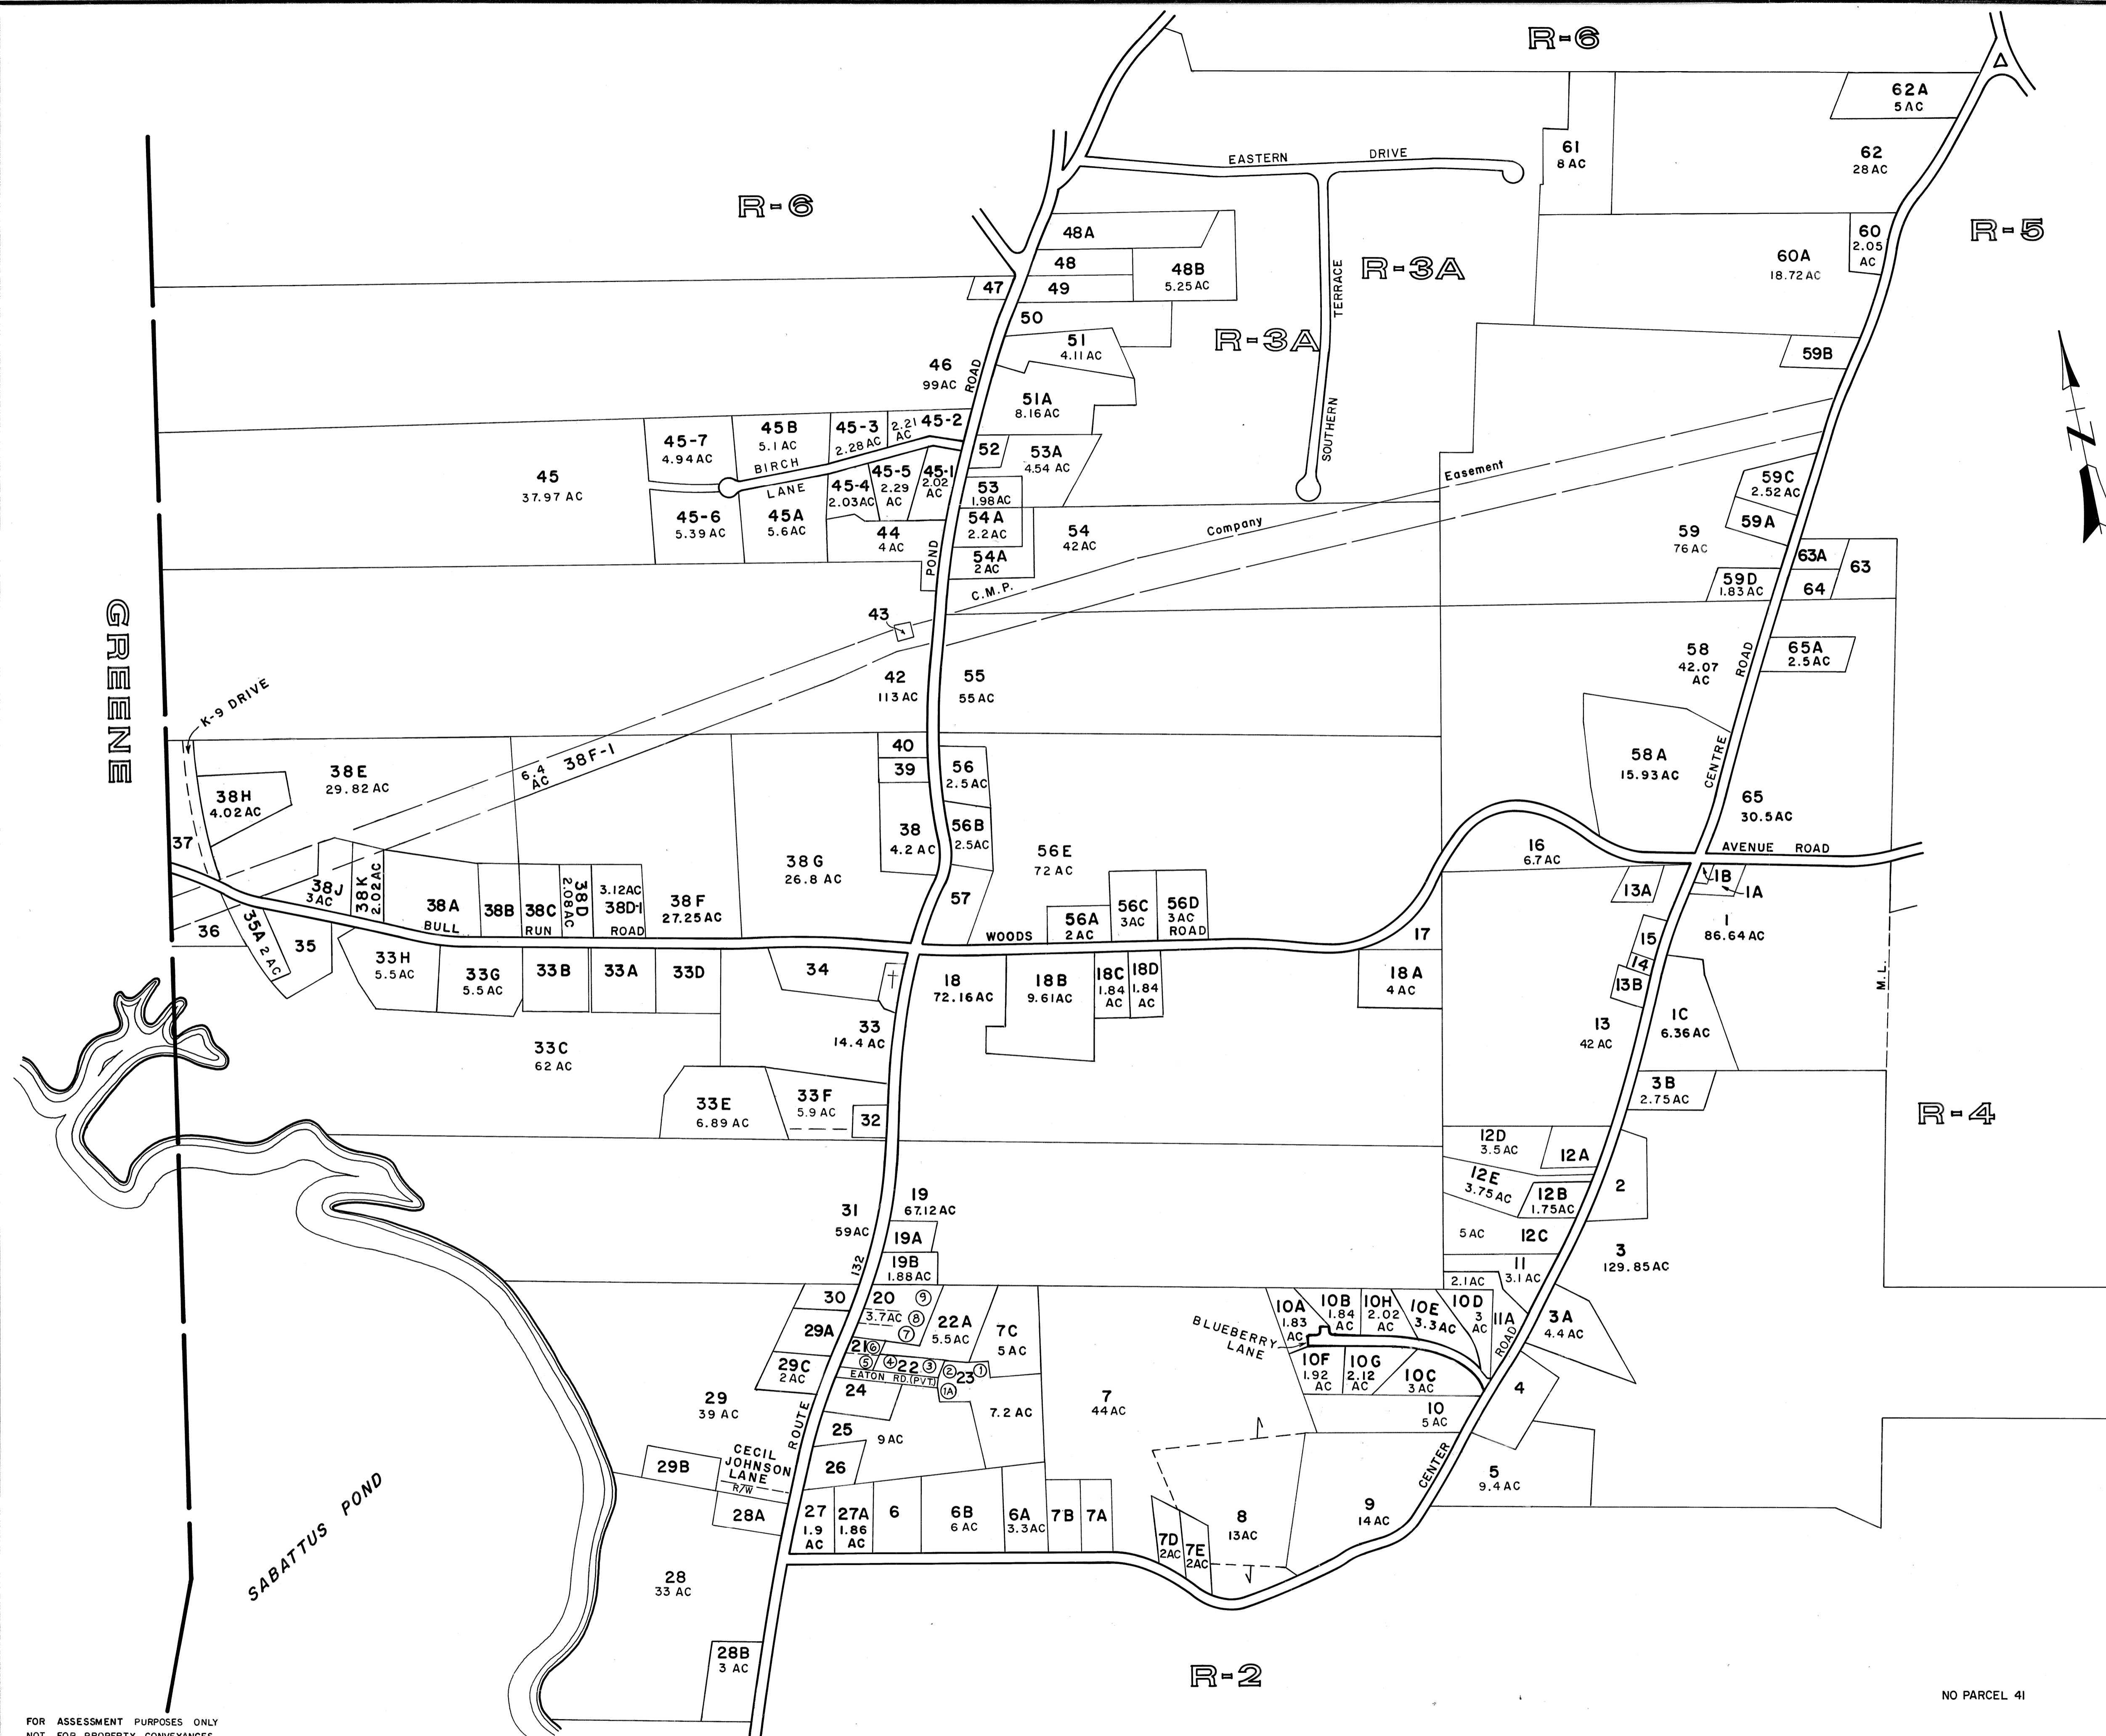 R-6
62A
5 AC
61
8 AC
62
28 AC
EASTERN DRIVE
R-6
48A
R-5
60
2.05
AC
60A
18.72 AC
48
48B
5.25 AC
R-3A
47
49
TERRACE
50
51
4.11 AC
R-3A
59B
46
99 AC
ROAD
51A
8.16 AC
SOUTHERN
N
45-7
4.94 AC
45B
5.1 AC
45-3
2.28 AC
2.21
AC
45-2
BIRCH
LANE
52
53A
4.54 AC
45
37.97 AC
45-4
2.03 AC
45-5
2.29
AC
45-1
2.02
AC
53
1.98 AC
Easement
59C
2.52 AC
45-6
5.39 AC
45A
5.6 AC
44
4 AC
54A
2.2 AC
54
42 AC
Company
59A
59
76 AC
POND
54A
2 AC
C.M.P.
63A
63
59D
1.83 AC
64
GREENE
43
42
113 AC
55
55 AC
58
42.07
AC
ROAD
65A
2.5 AC
K-9 DRIVE
38E
29.82 AC
6.4
AC
38F-1
40
39
56
2.5 AC
58A
15.93 AC
CENTRE
38H
4.02 AC
65
30.5 AC
37
38
4.2 AC
56B
2.5 AC
56E
72 AC
16
6.7 AC
AVENUE ROAD
38G
26.8 AC
38J
3 AC
38K
2.02 AC
38A
38B
38C
38D
2.08 AC
3.12 AC
38D-1
38F
27.25 AC
BULL RUN ROAD
57
56A
2 AC
56C
3 AC
56D
3 AC
WOODS ROAD
17
13A
1B
1A
1
86.64 AC
36
35A 2 AC
35
33H
5.5 AC
33G
5.5 AC
33B
33A
33D
34
18
72.16 AC
18B
9.61 AC
18C
1.84
AC
18D
1.84
AC
18A
4 AC
15
14
13B
M.L.
33C
62 AC
33
14.4 AC
13
42 AC
1C
6.36 AC
33E
6.89 AC
33F
5.9 AC
32
3B
2.75 AC
R-4
12D
3.5 AC
12A
12E
3.75 AC
12B
1.75 AC
2
31
59 AC
19
67.12 AC
5 AC
12C
19A
3
129.85 AC
132
19B
1.88 AC
11
3.1 AC
2.1 AC
30
20
3.7 AC
9
8
7
22A
5.5 AC
7C
5 AC
10A
1.83
AC
10B
1.84
AC
10H
2.02
AC
10E
3.3 AC
10D
3
AC
11A
3A
4.4 AC
29A
BLUEBERRY
LANE
ROAD
21
6
5
4
22
3
2
23
1
1A
EATON RD. (PVT.)
29C
2 AC
10F
1.92
AC
10G
2.12
AC
10C
3 AC
4
24
29
39 AC
7.2 AC
7
44 AC
10
5 AC
ROUTE
25
9 AC
CECIL
JOHNSON
LANE
R/W
29B
26
CENTER
5
9.4 AC
28A
27
1.9
AC
27A
1.86
AC
6
6B
6 AC
6A
3.3 AC
7B
7A
7D
2 AC
7E
2 AC
8
13 AC
9
14 AC
SABATTUS POND
28
33 AC
28B
3 AC
R-2
NO PARCEL 41
FOR ASSESSMENT PURPOSES ONLY
NOT FOR PROPERTY CONVEYANCES